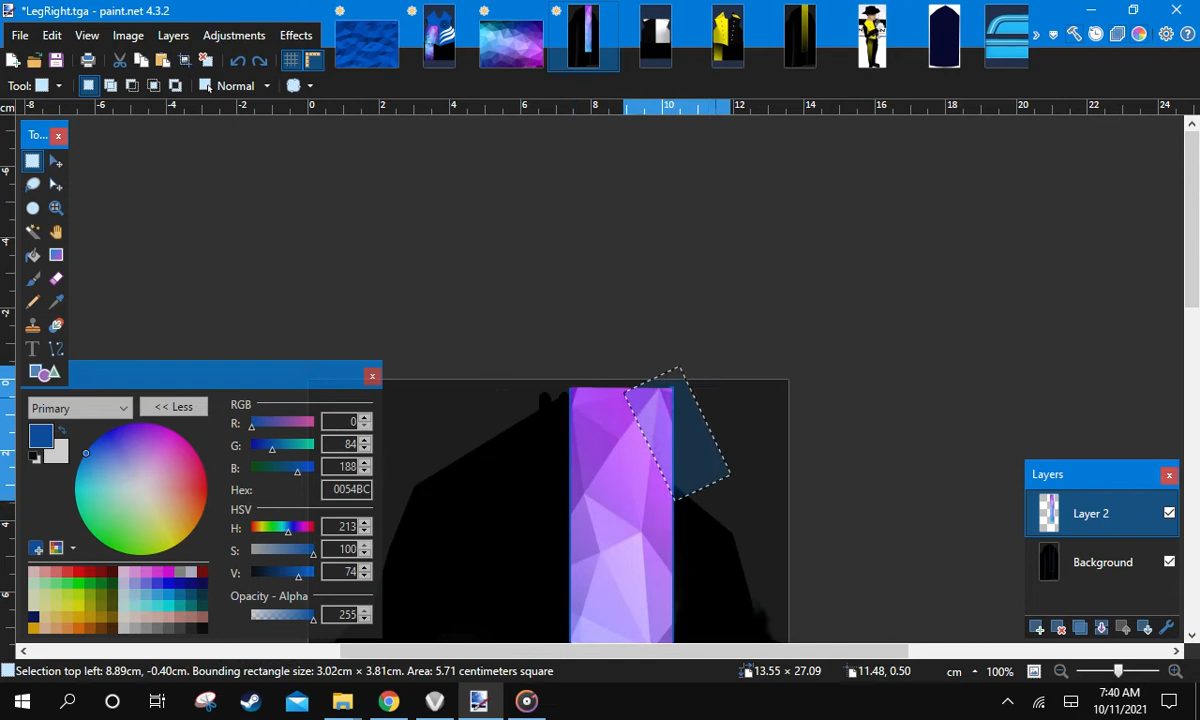 *LegRight.tga - paint.net 4.3.2
File Edit View Image Layers Adjustments Effects
Tool: Normal
cm -8 -6 -4 -2 0 2 4 6 8 10 12 14 16 18 20 22 24
To...
Primary
<< Less
RGB
R: 0
G: 84
B: 188
Hex: 0054BC
HSV
H: 213
S: 100
V: 74
Opacity - Alpha
255
Layers
Layer 2
Background
Selection top left: 8.89cm, -0.40cm. Bounding rectangle size: 3.02cm × 3.81cm. Area: 5.71 centimeters square
13.55 × 27.09
11.48, 0.50
cm
100%
7:40 AM
10/11/2021